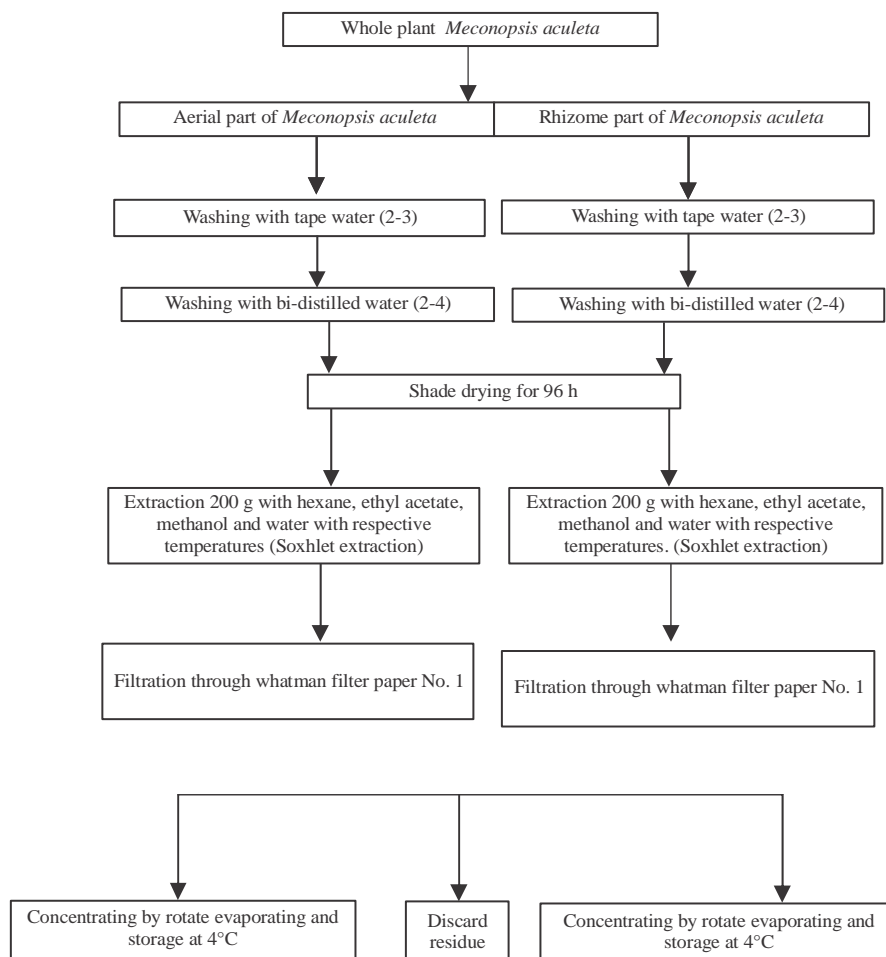 Whole plant Meconopsis aculeta
Aerial part of Meconopsis aculeta
Rhizome part of Meconopsis aculeta
Washing with tape water (2-3)
Washing with tape water (2-3)
Washing with bi-distilled water (2-4)
Washing with bi-distilled water (2-4)
Shade drying for 96 h
Extraction 200 g with hexane, ethyl acetate,
methanol and water with respective
temperatures (Soxhlet extraction)
Extraction 200 g with hexane, ethyl acetate,
methanol and water with respective
temperatures. (Soxhlet extraction)
Filtration through whatman filter paper No. 1
Filtration through whatman filter paper No. 1
Concentrating by rotate evaporating and
storage at 4°C
Discard
residue
Concentrating by rotate evaporating and
storage at 4°C